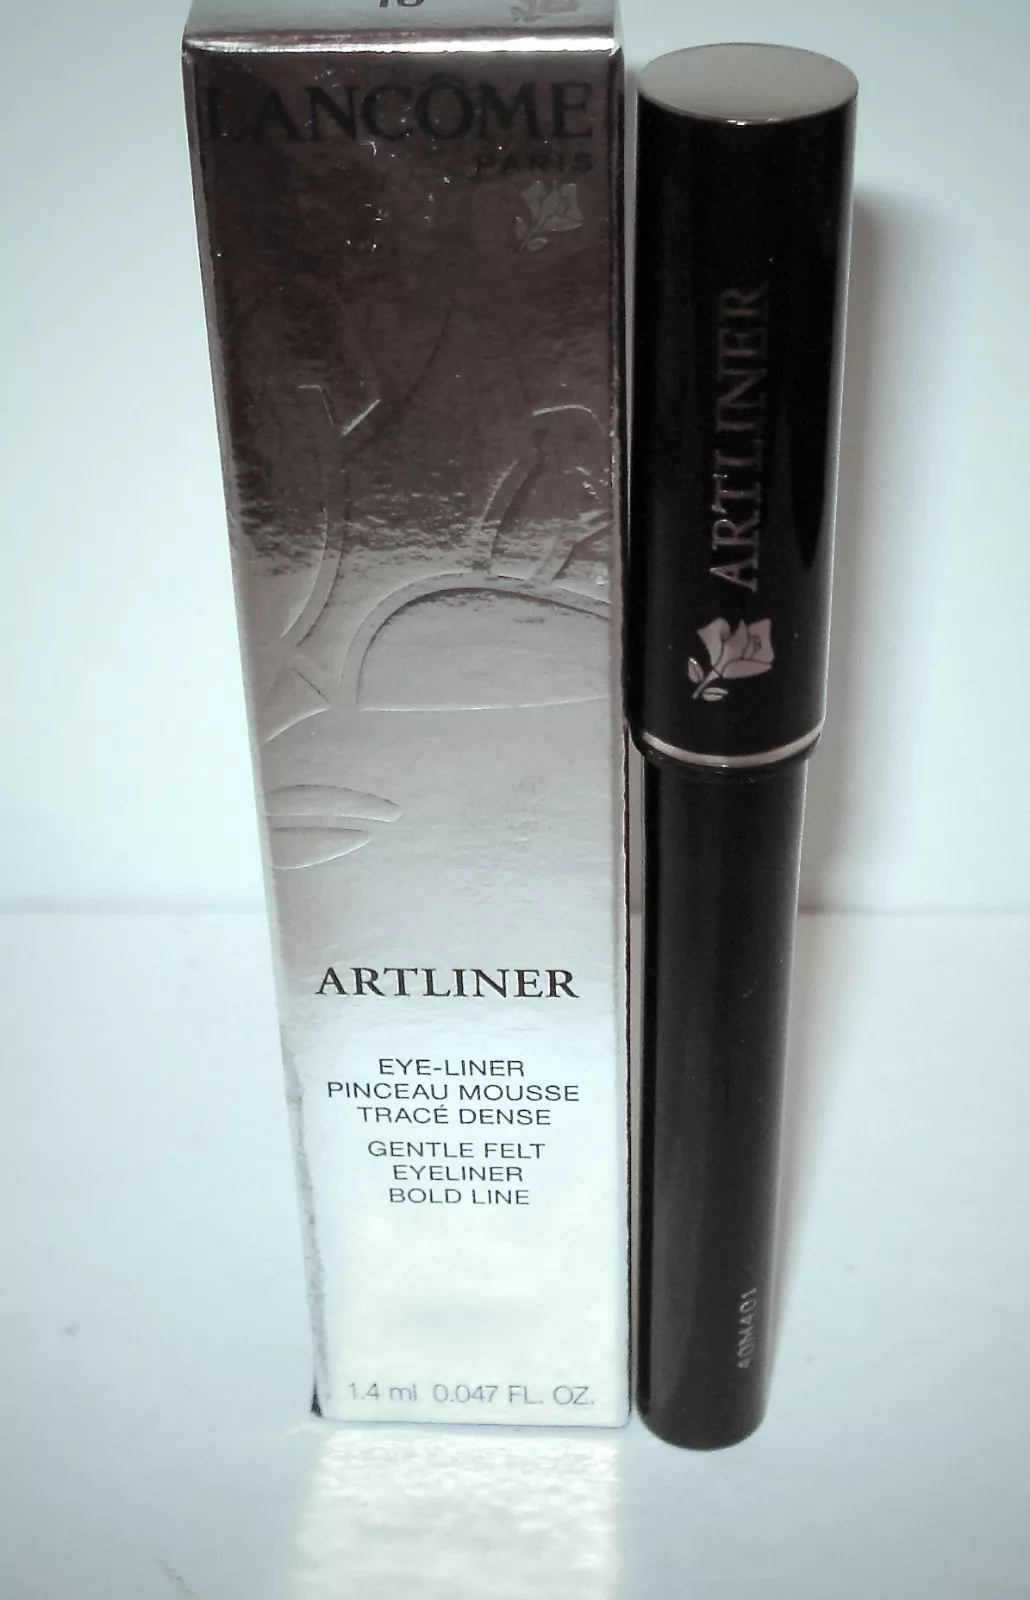 LANCÔME
PARIS
ARTLINER
EYE-LINER
PINCEAU MOUSSE
TRACÉ DENSE
GENTLE FELT
EYELINER
BOLD LINE
1.4 ml 0.047 FL. OZ.
ARTLINER
40M401